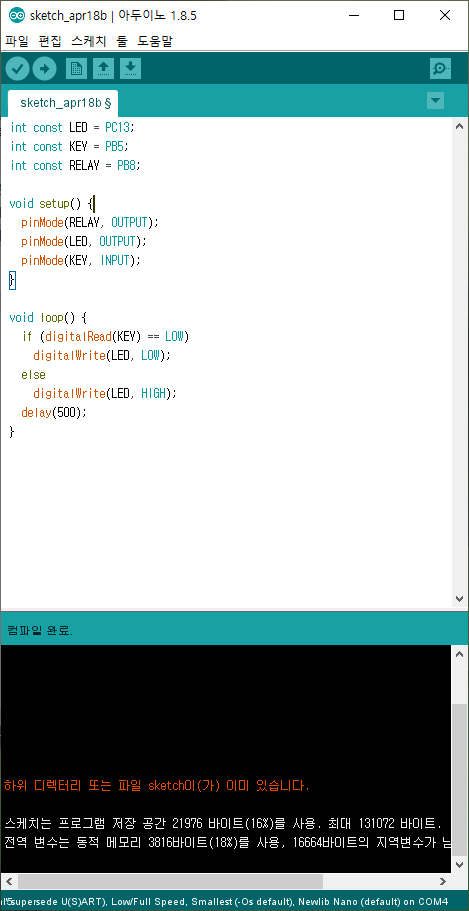 sketch_apr18b | 아두이노 1.8.5
파일 편집 스케치 툴 도움말
sketch_apr18b §
int const LED = PC13;
int const KEY = PB5;
int const RELAY = PB8;
void setup() {
pinMode(RELAY, OUTPUT);
pinMode(LED, OUTPUT);
pinMode(KEY, INPUT);
}
void loop() {
if (digitalRead(KEY) == LOW)
digitalWrite(LED, LOW);
else
digitalWrite(LED, HIGH);
delay(500);
}
컴파일 완료.
하위 디렉터리 또는 파일 sketch이(가) 이미 있습니다.
스케치는 프로그램 저장 공간 21976 바이트(16%)를 사용. 최대 131072 바이트.
전역 변수는 동적 메모리 3816바이트(18%)를 사용, 16664바이트의 지역변수가 남
supersede U(S)ART), Low/Full Speed, Smallest (-Os default), Newlib Nano (default) on COM4